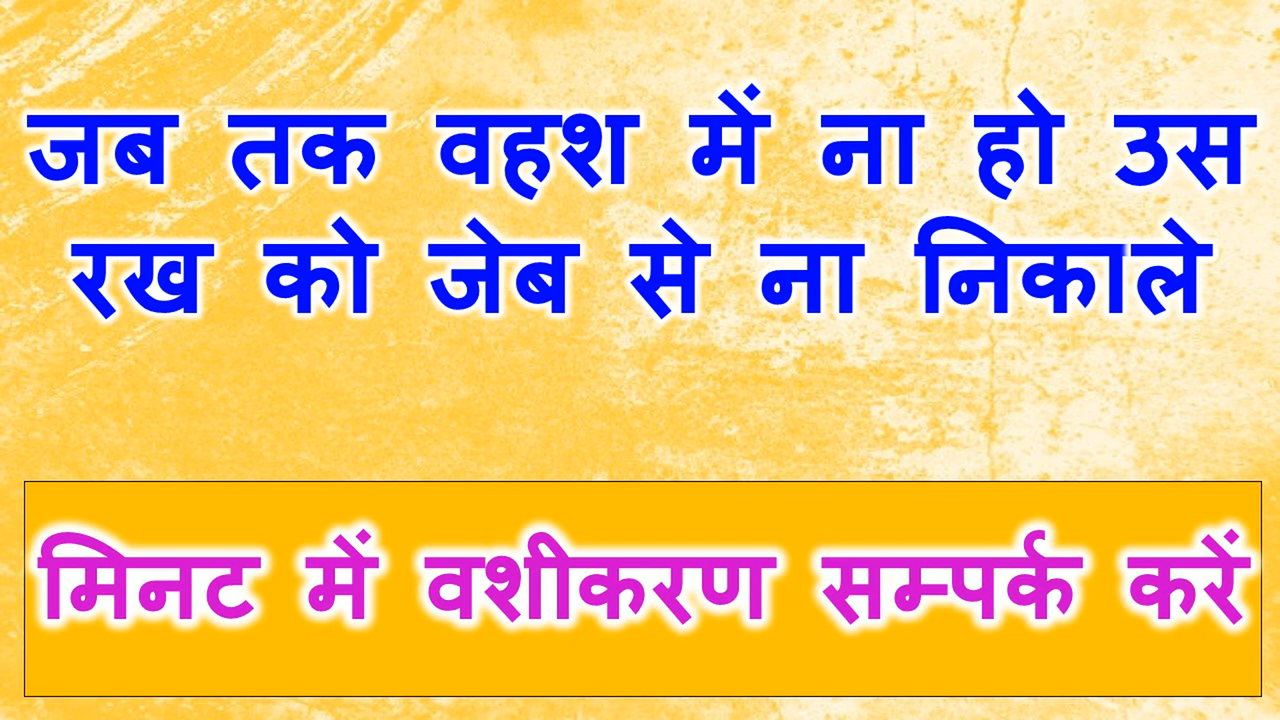 जब तक वहश में ना हो उस
रख को जेब से ना निकाले
मिनट में वशीकरण सम्पर्क करें